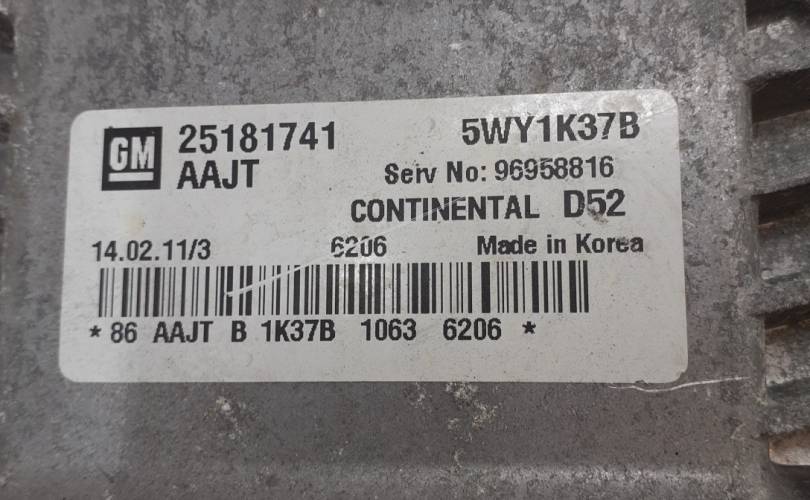 GM 25181741 5WY1K37B
AAJT Serv No: 96958816
CONTINENTAL D52
14.02.11/3 6206 Made in Korea
* 86 AAJT B 1K37B 1063 6206 *